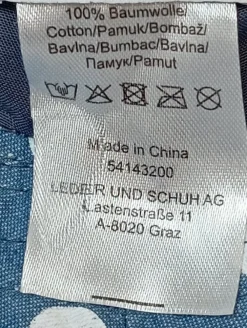 100% Baumwolle/
Cotton/Pamuk/Bombaž/
Bavlna/Bumbac/Bavlna/
Памук/Pamut
Made in China
54143200
LEDER UND SCHUH AG
Lastenstraße 11
A-8020 Graz